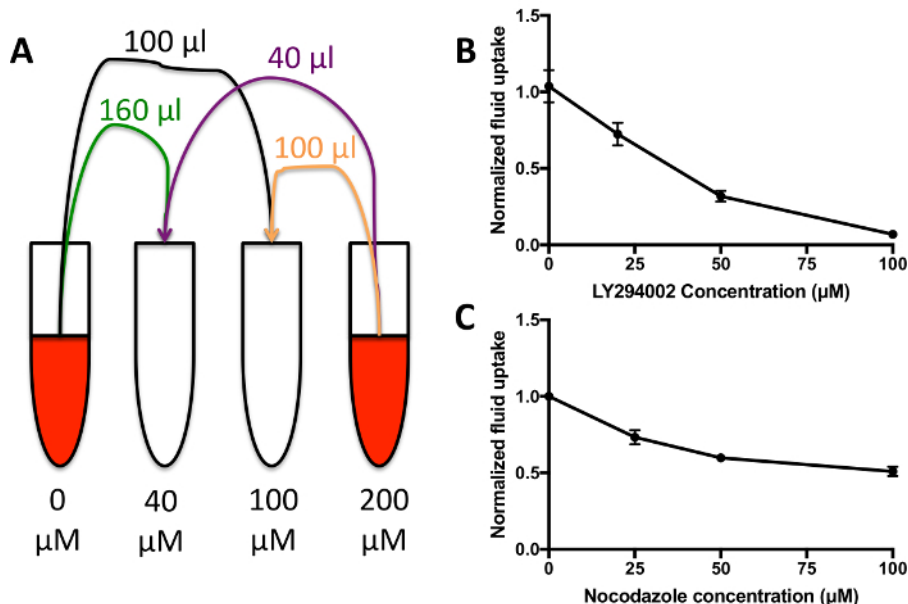 A
100 µl
40 µl
160 µl
100 µl
0 40 100 200
µM µM µM µM
B
Normalized fluid uptake
1.5
1.0
0.5
0.0
0 25 50 75 100
LY294002 Concentration (µM)
C
Normalized fluid uptake
1.5
1.0
0.5
0.0
0 25 50 75 100
Nocodazole concentration (µM)